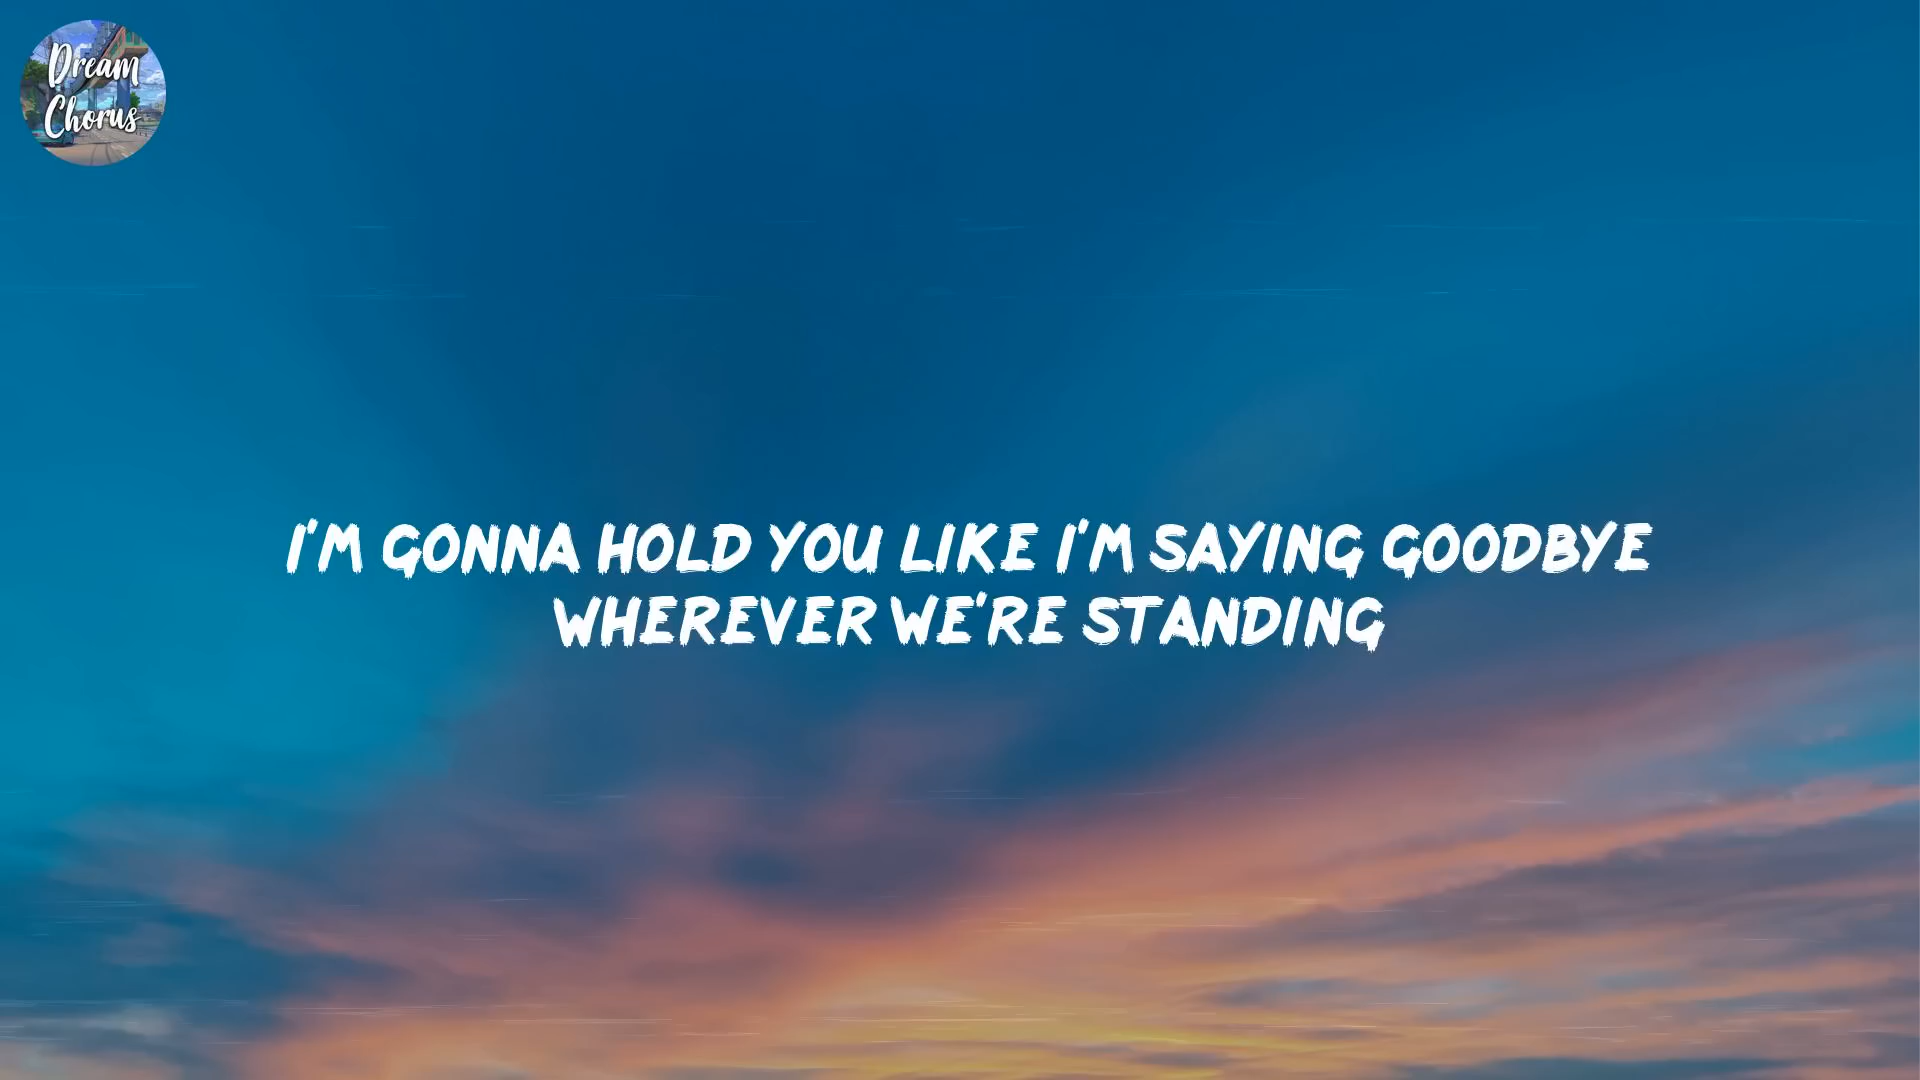 Dream
Chorus
I'M GONNA HOLD YOU LIKE I'M SAYING GOODBYE
WHEREVER WE'RE STANDING